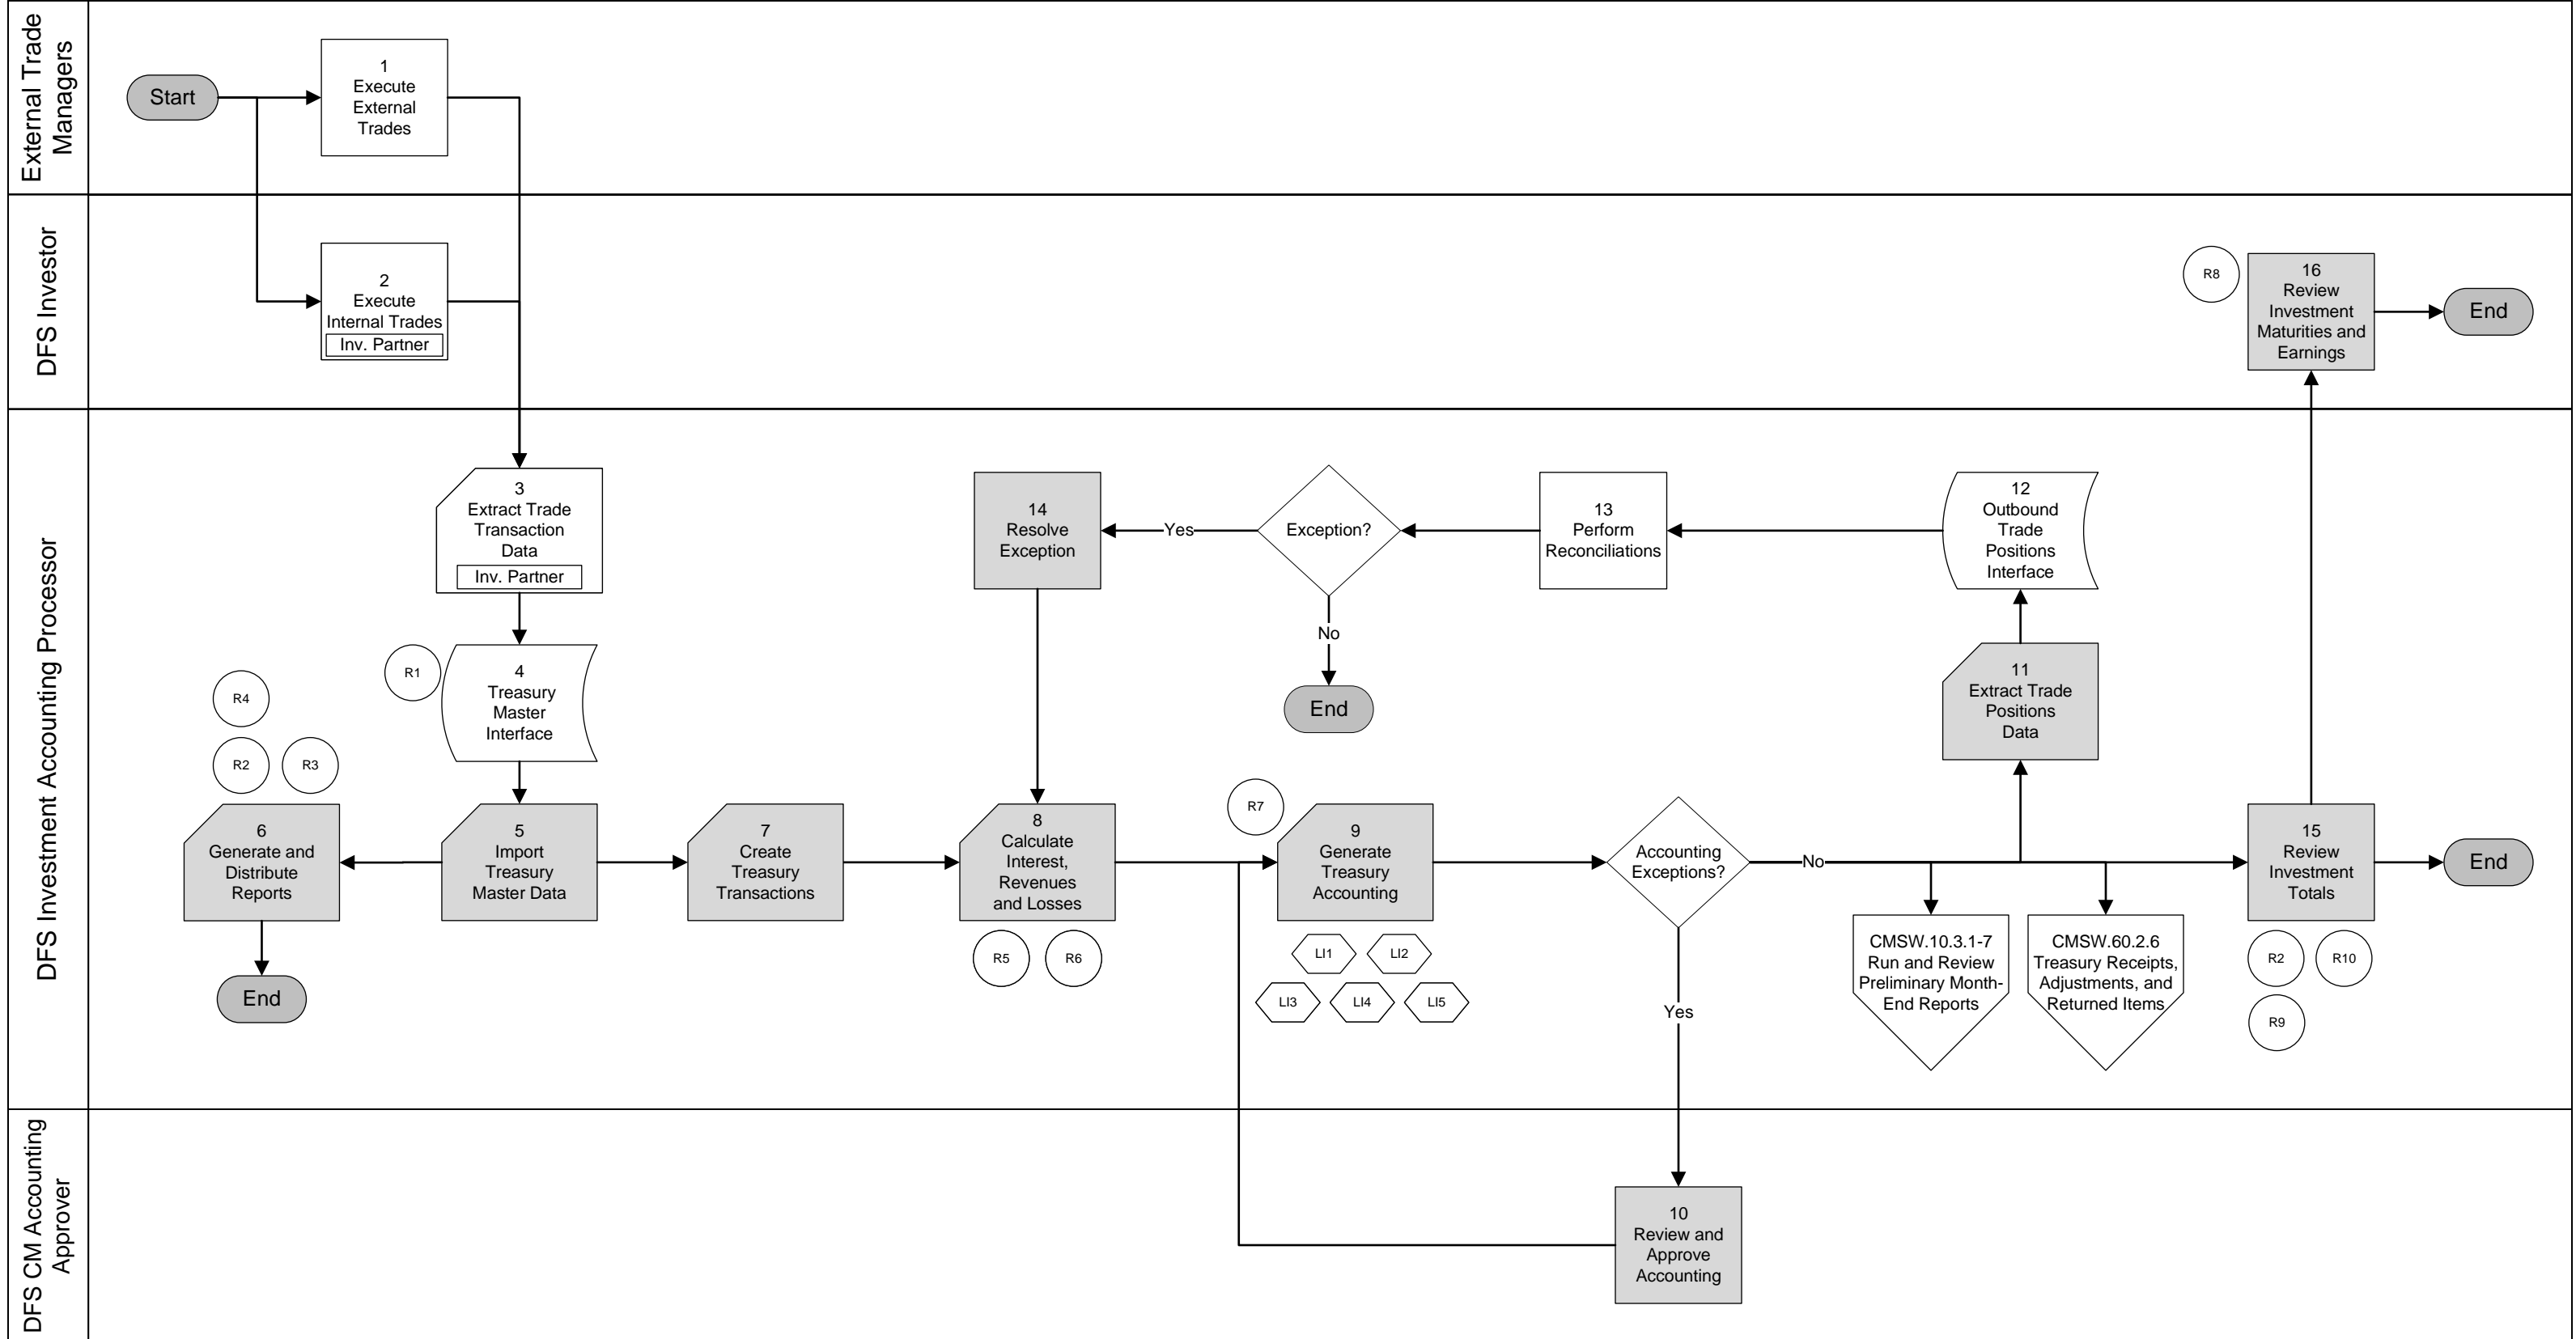 External Trade
Managers
Start
1
Execute
External
Trades
DFS Investor
2
Execute
Internal Trades
Inv. Partner
R8
16
Review
Investment
Maturities and
Earnings
End
DFS Investment Accounting Processor
3
Extract Trade
Transaction
Data
Inv. Partner
14
Resolve
Exception
Yes
Exception?
No
End
13
Perform
Reconciliations
12
Outbound
Trade
Positions
Interface
R1
4
Treasury
Master
Interface
11
Extract Trade
Positions
Data
R4
R2
R3
6
Generate and
Distribute
Reports
End
5
Import
Treasury
Master Data
7
Create
Treasury
Transactions
8
Calculate
Interest,
Revenues
and Losses
R5
R6
R7
9
Generate
Treasury
Accounting
LI1
LI2
LI3
LI4
LI5
Accounting
Exceptions?
No
Yes
CMSW.10.3.1-7
Run and Review
Preliminary Month-
End Reports
CMSW.60.2.6
Treasury Receipts,
Adjustments, and
Returned Items
15
Review
Investment
Totals
R2
R10
R9
End
DFS CM Accounting
Approver
10
Review and
Approve
Accounting